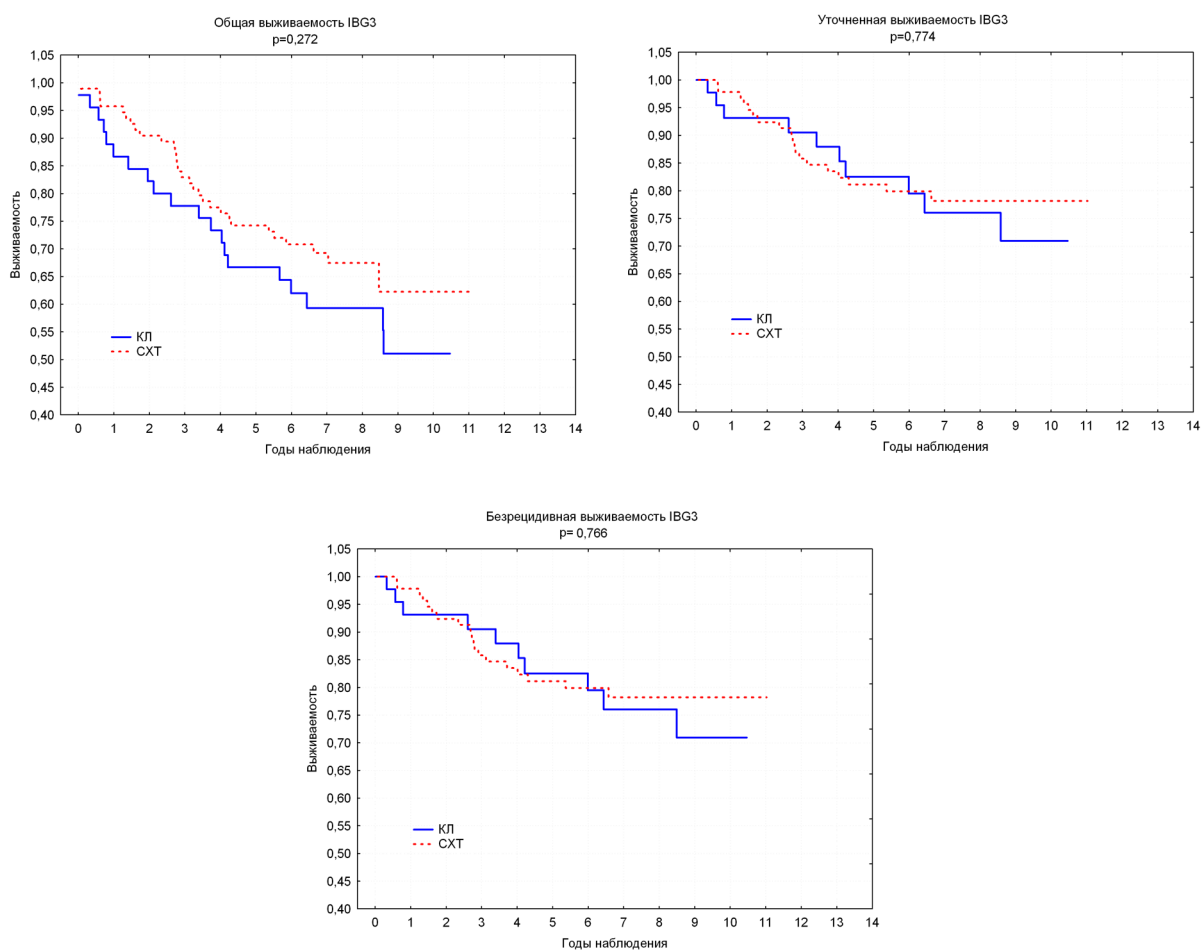 Общая выживаемость IBG3
p=0,272
1,05
1,00
0,95
0,90
0,85
0,80
0,75
0,70
0,65
0,60
0,55
0,50
0,45
0,40
Выживаемость
КЛ
СХТ
0 1 2 3 4 5 6 7 8 9 10 11 12 13 14
Годы наблюдения
Уточненная выживаемость IBG3
p=0,774
1,05
1,00
0,95
0,90
0,85
0,80
0,75
0,70
0,65
0,60
0,55
0,50
0,45
0,40
Выживаемость
КЛ
СХТ
0 1 2 3 4 5 6 7 8 9 10 11 12 13 14
Годы наблюдения
Безрецидивная выживаемость IBG3
p= 0,766
1,05
1,00
0,95
0,90
0,85
0,80
0,75
0,70
0,65
0,60
0,55
0,50
0,45
0,40
Выживаемость
КЛ
СХТ
0 1 2 3 4 5 6 7 8 9 10 11 12 13 14
Годы наблюдения